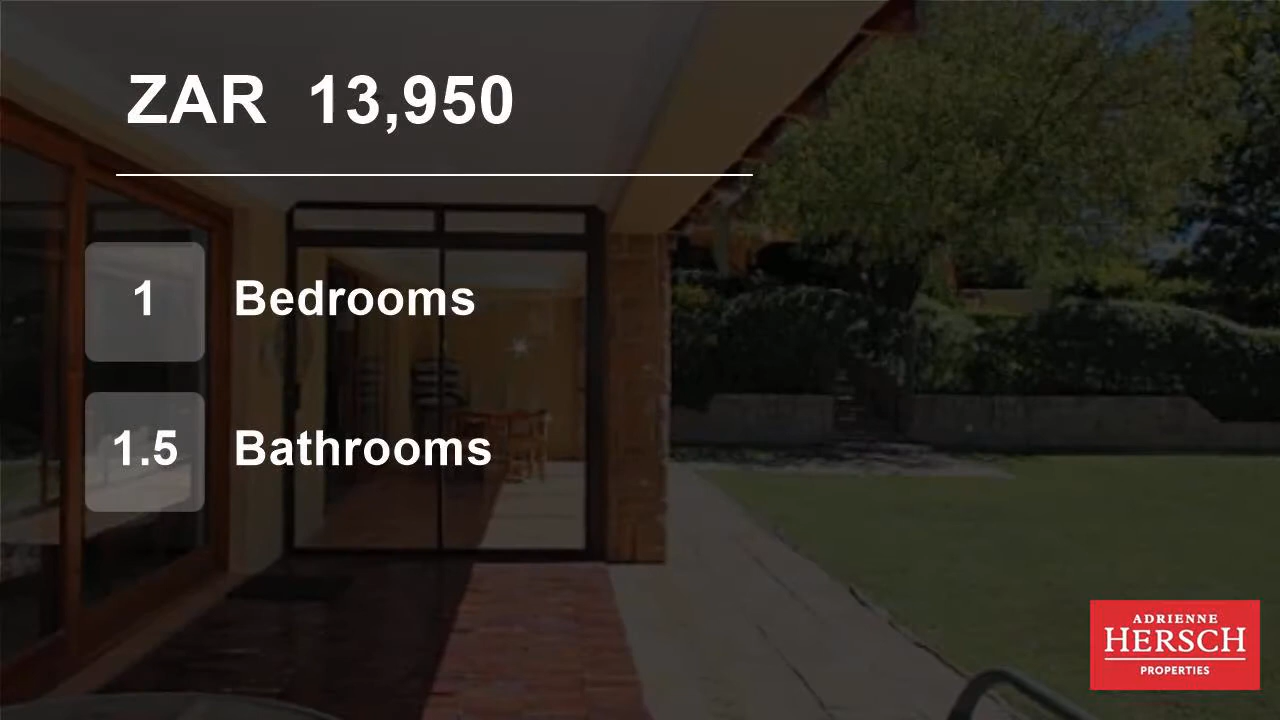 ZAR 13,950
1 Bedrooms
1.5 Bathrooms
ADRIENNE
HERSCH
PROPERTIES